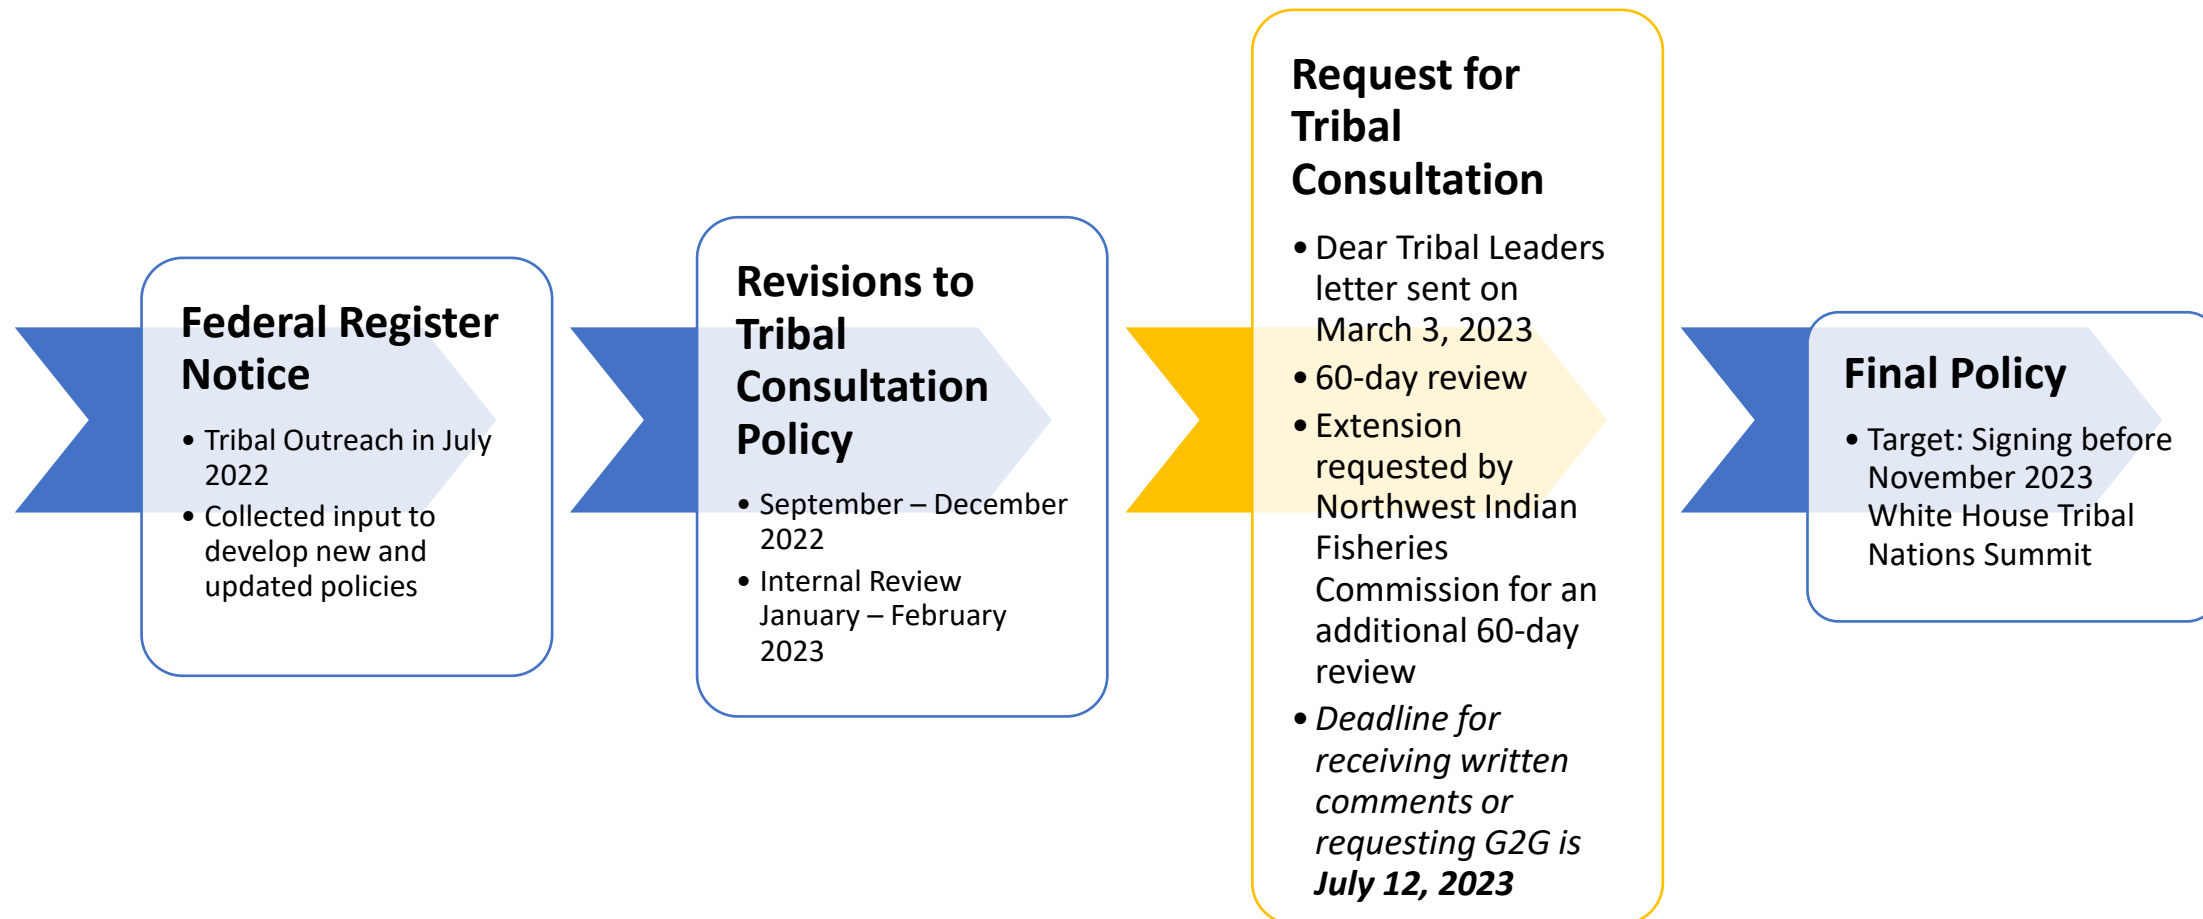 Federal Register
Notice
• Tribal Outreach in July
2022
• Collected input to
develop new and
updated policies
Revisions to
Tribal
Consultation
Policy
• September – December
2022
• Internal Review
January – February
2023
Request for
Tribal
Consultation
• Dear Tribal Leaders
letter sent on
March 3, 2023
• 60-day review
• Extension
requested by
Northwest Indian
Fisheries
Commission for an
additional 60-day
review
• Deadline for
receiving written
comments or
requesting G2G is
July 12, 2023
Final Policy
• Target: Signing before
November 2023
White House Tribal
Nations Summit